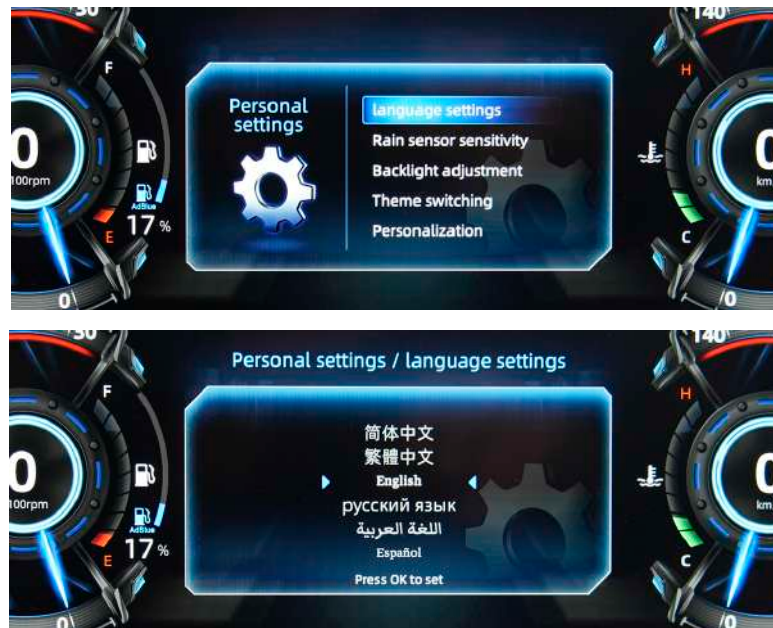 30
140
F
H
Personal
settings
language settings
Rain sensor sensitivity
Backlight adjustment
Theme switching
Personalization
0
100rpm
AdBlue
17 %
E
C
km
0
0
30
140
Personal settings / language settings
F
H
简体中文
繁體中文
English
русский язык
اللغة العربية
Español
Press OK to set
0
100rpm
AdBlue
17 %
E
C
km
0
0